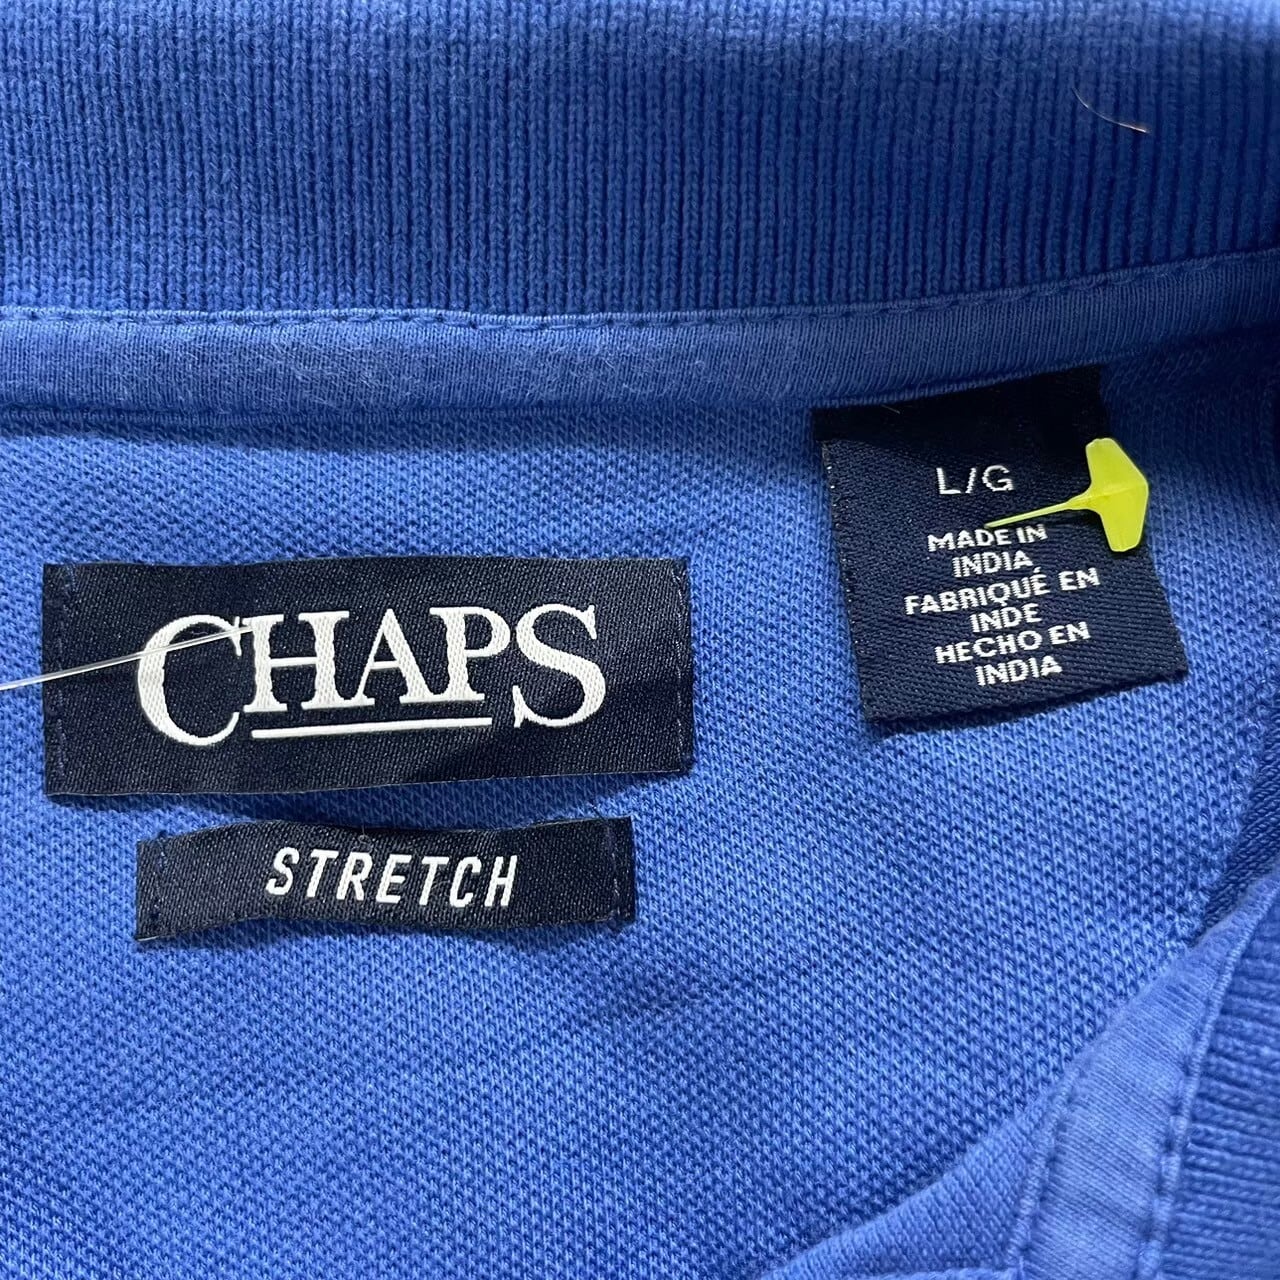 CHAPS
STRETCH
L/G
MADE IN
INDIA
FABRIQUÉ EN
INDE
HECHO EN
INDIA